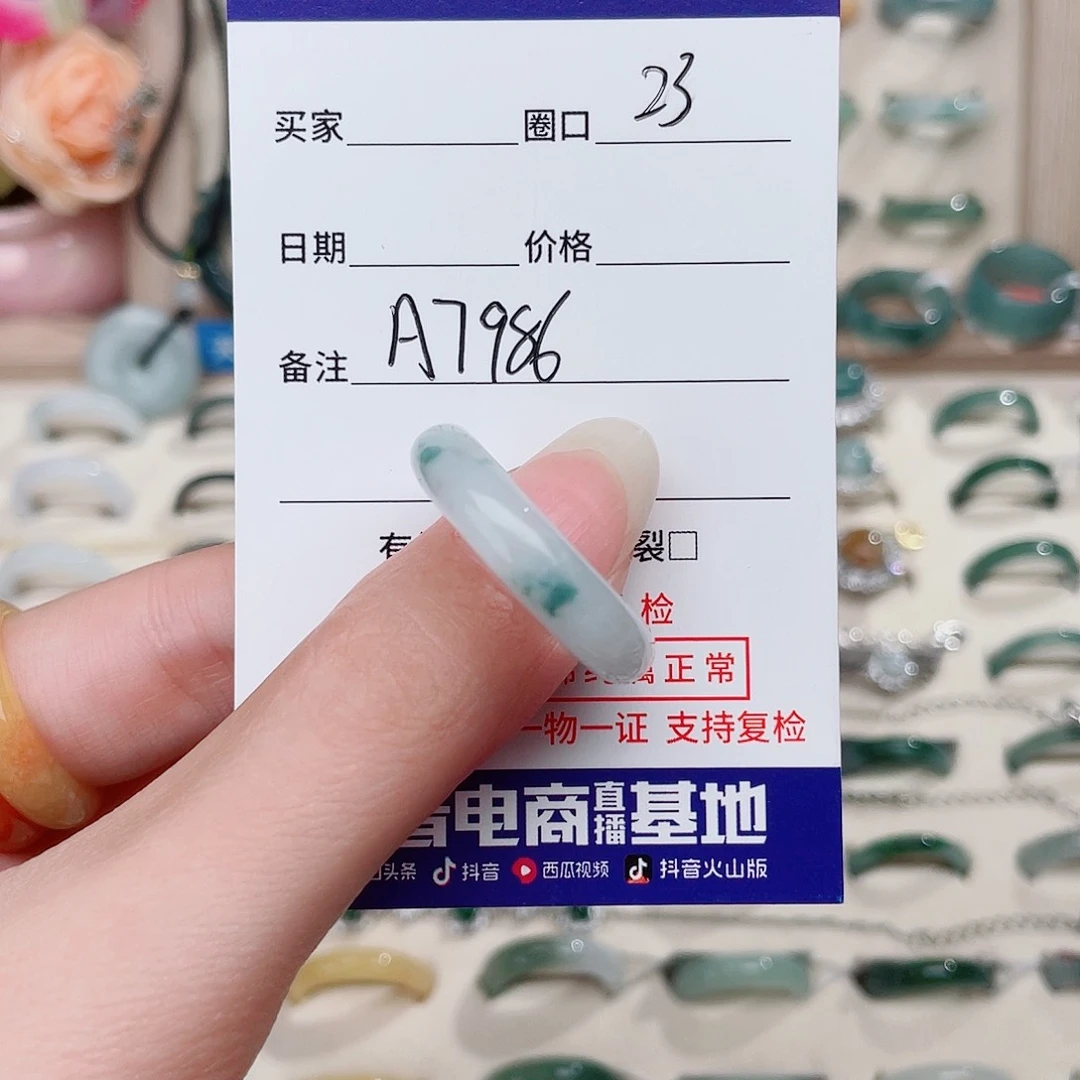 买家 圈口 23
日期 价格
备注 A7986
有 裂□
检
正常
一物一证 支持复检
音电商直播基地
头条 抖音 西瓜视频 抖音火山版